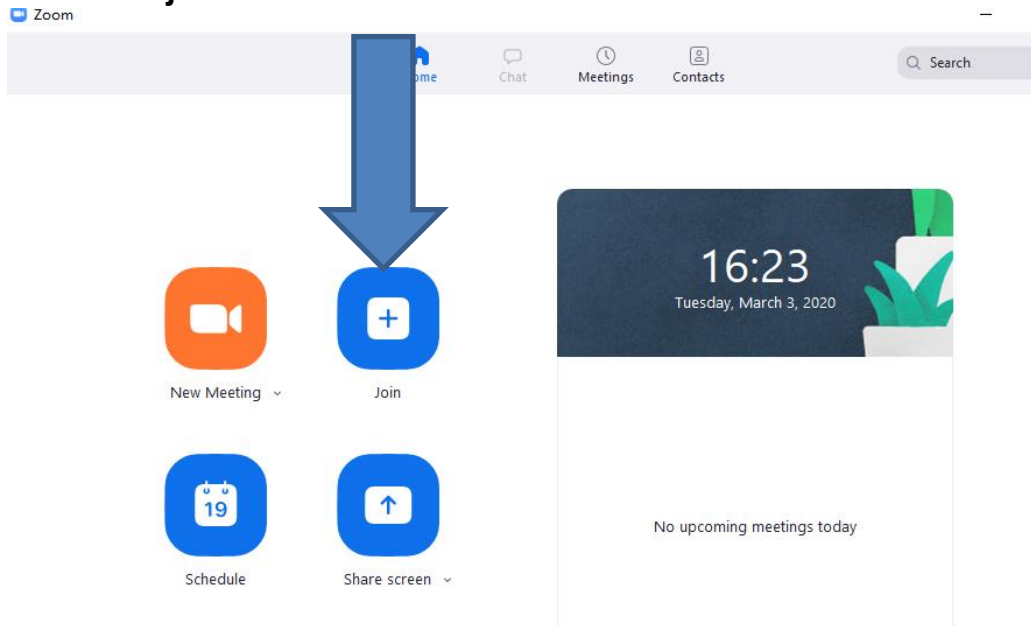 Zoom
Chat
Meetings
Contacts
Search
16:23
Tuesday, March 3, 2020
New Meeting
Join
19
Schedule
Share screen
No upcoming meetings today